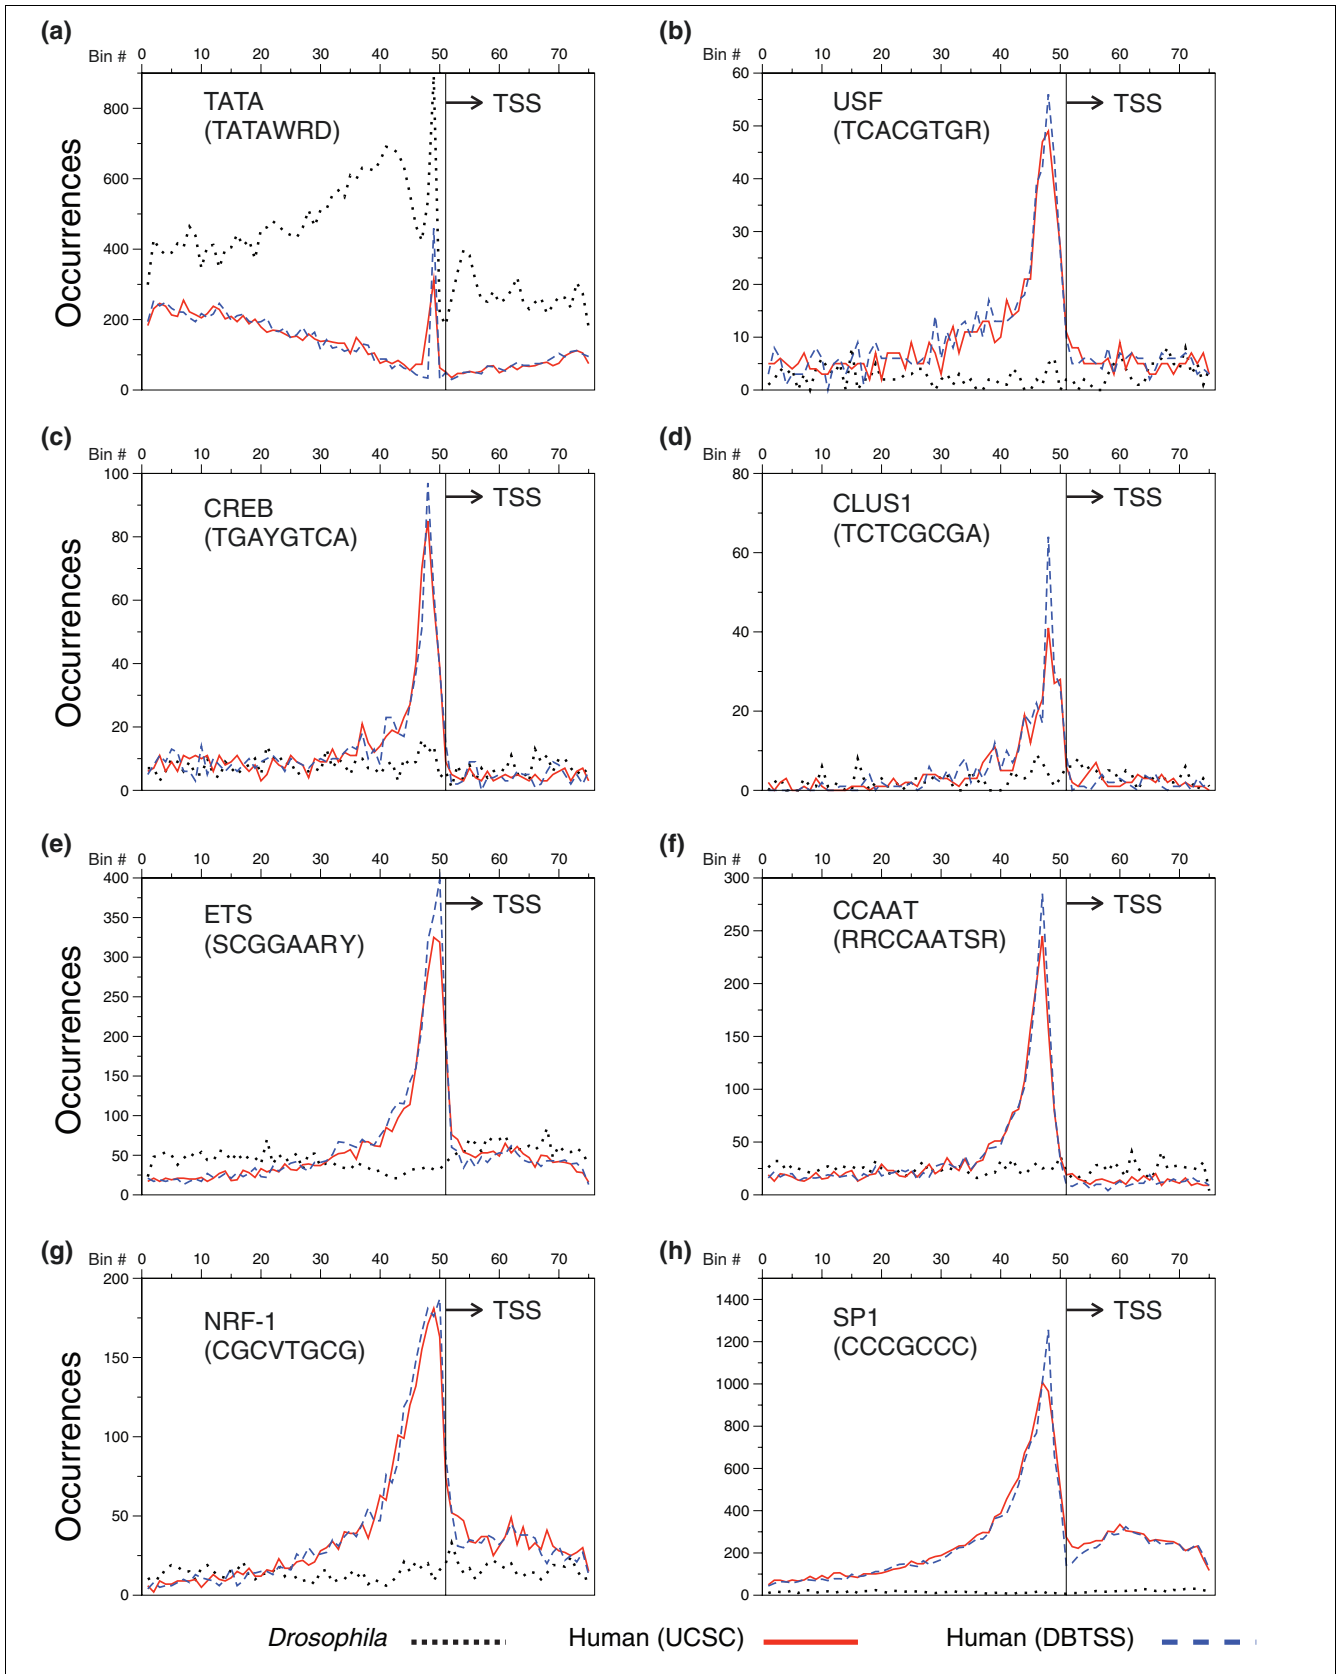 (a)
Bin # 0 10 20 30 40 50 60 70
TATA
(TATAWRD)
TSS
Occurrences
800
600
400
200
0
(b)
Bin # 0 10 20 30 40 50 60 70
USF
(TCACGTGR)
TSS
60
50
40
30
20
10
0
(c)
Bin # 0 10 20 30 40 50 60 70
CREB
(TGAYGTCA)
TSS
Occurrences
100
80
60
40
20
0
(d)
Bin # 0 10 20 30 40 50 60 70
CLUS1
(TCTCGCGA)
TSS
80
60
40
20
0
(e)
Bin # 0 10 20 30 40 50 60 70
ETS
(SCGGAARY)
TSS
Occurrences
400
350
300
250
200
150
100
50
0
(f)
Bin # 0 10 20 30 40 50 60 70
CCAAT
(RRCCAATSR)
TSS
300
250
200
150
100
50
0
(g)
Bin # 0 10 20 30 40 50 60 70
NRF-1
(CGCVTGCG)
TSS
Occurrences
200
150
100
50
0
(h)
Bin # 0 10 20 30 40 50 60 70
SP1
(CCCGCCC)
TSS
1400
1200
1000
800
600
400
200
0
Drosophila Human (UCSC) Human (DBTSS)